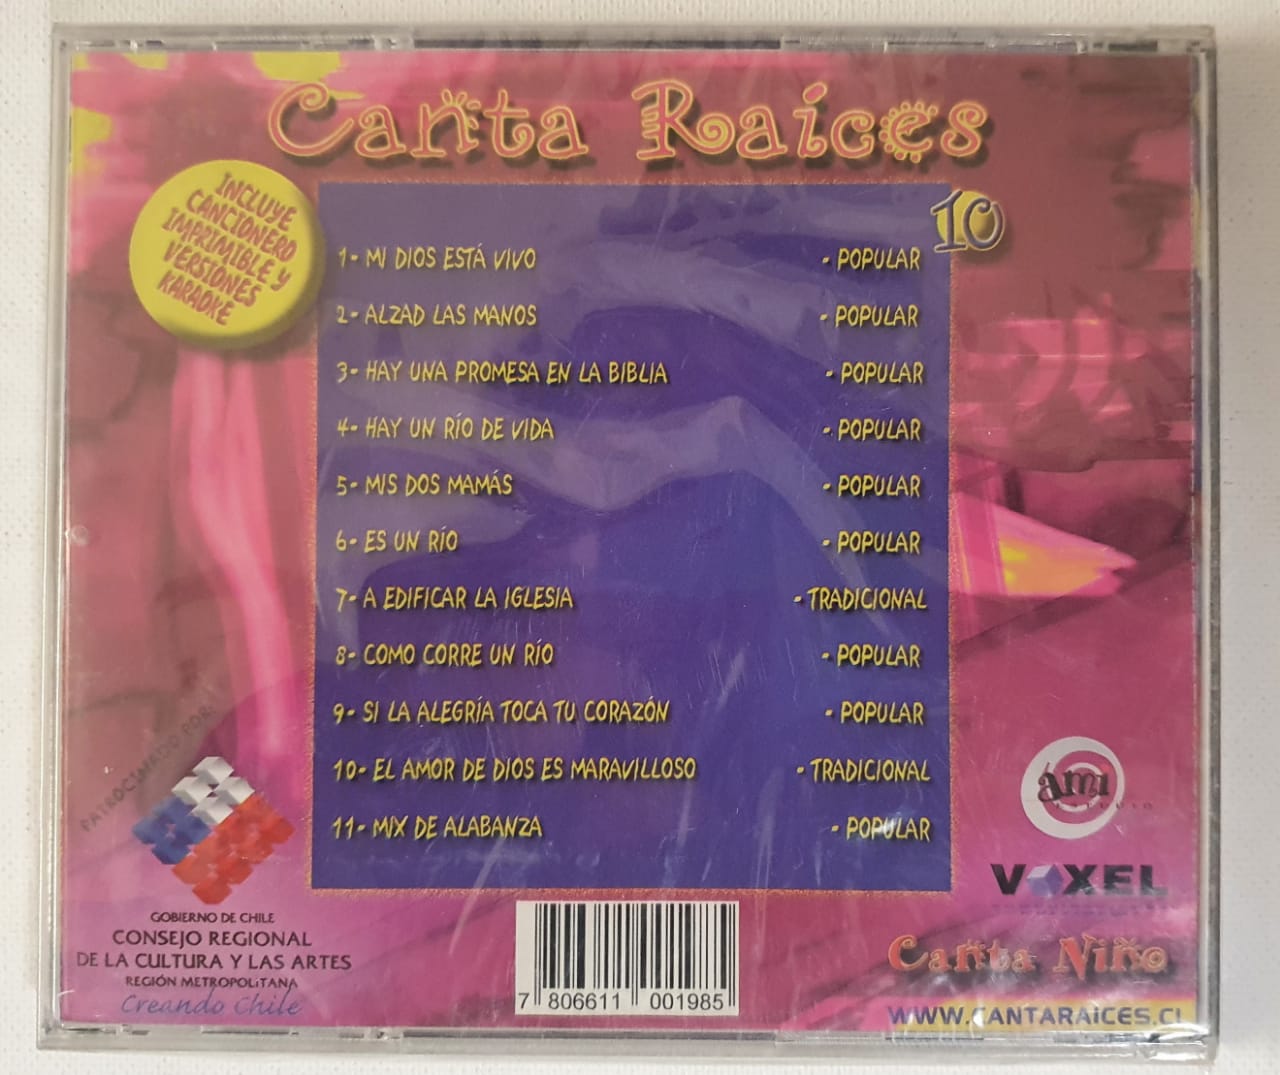 Canta Raíces
INCLUYE
CANCIONERO
IMPRIMIBLE Y
VERSIONES
KARAOKE
10
1- MI DIOS ESTÁ VIVO - POPULAR
2- ALZAD LAS MANOS - POPULAR
3- HAY UNA PROMESA EN LA BIBLIA - POPULAR
4- HAY UN RÍO DE VIDA - POPULAR
5- MIS DOS MAMÁS - POPULAR
6- ES UN RÍO - POPULAR
7- A EDIFICAR LA IGLESIA - TRADICIONAL
8- COMO CORRE UN RÍO - POPULAR
9- SI LA ALEGRÍA TOCA TU CORAZÓN - POPULAR
10- EL AMOR DE DIOS ES MARAVILLOSO - TRADICIONAL
11- MIX DE ALABANZA - POPULAR
PATROCINADO POR:
GOBIERNO DE CHILE
CONSEJO REGIONAL
DE LA CULTURA Y LAS ARTES
REGIÓN METROPOLITANA
Creando Chile
7 806611 001985
ami
VOXEL
Canta Niño
WWW.CANTARAICES.CL